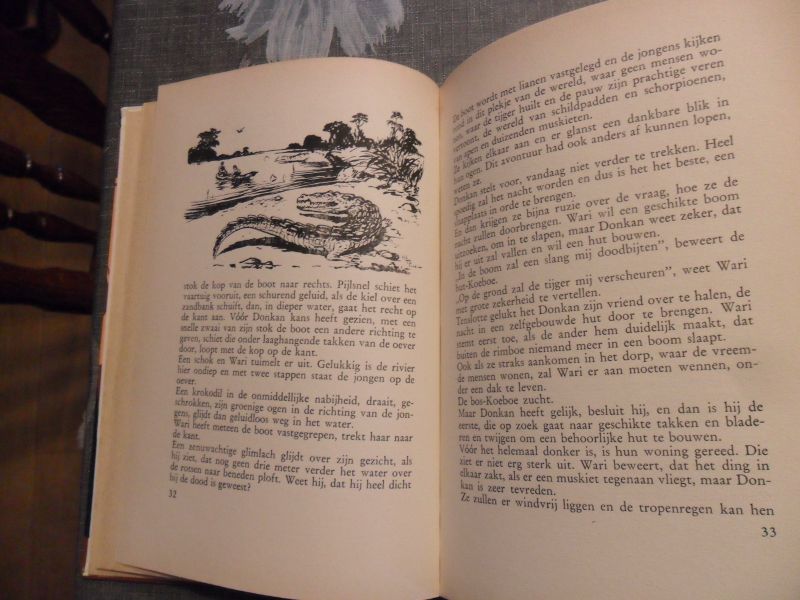 stok de kop van de boot naar rechts. Pijlsnel schiet het
vaartuig vooruit, een schurend geluid, als de kiel over een
zandbank schuift, dan, in dieper water, gaat het recht op
de kant aan. Vóór Donkan kans heeft gezien, met een
snelle zwaai van zijn stok de boot een andere richting te
geven, schiet die onder laaghangende takken van de oever
door, loopt met de kop op de kant.
Een schok en Wari tuimelt er uit. Gelukkig is de rivier
hier ondiep en met twee stappen staat de jongen op de
oever.
Een krokodil in de onmiddellijke nabijheid, draait, ge-
schrokken, zijn groenige ogen in de richting van de jon-
gens, glijdt dan geluidloos weg in het water.
Wari heeft meteen de boot vastgegrepen, trekt haar naar
de kant.
Een zenuwachtige glimlach glijdt over zijn gezicht, als
hij ziet, dat nog geen drie meter verder het water over
de rotsen naar beneden ploft. Weet hij, dat hij heel dicht
bij de dood is geweest?
32
De boot wordt met lianen vastgelegd en de jongens kijken
rond in dit plekje van de wereld, waar geen mensen wo-
nen, waar de tijger huilt en de pauw zijn prachtige veren
vertoont, de wereld van schildpadden en schorpioenen,
van apen en duizenden muskieten.
Ze kijken elkaar aan en er glanst een dankbare blik in
hun ogen. Dit avontuur had ook anders af kunnen lopen,
weten ze.
Donkan stelt voor, vandaag niet verder te trekken. Heel
spoedig zal het nacht worden en dus is het het beste, een
slaapplaats in orde te brengen.
En dan krijgen ze bijna ruzie over de vraag, hoe ze de
nacht zullen doorbrengen. Wari wil een geschikte boom
uitzoeken, om in te slapen, maar Donkan weet zeker, dat
hij er uit zal vallen en wil een hut bouwen.
„In de boom zal een slang mij doodbijten”, beweert de
hut-Koeboe.
„Op de grond zal de tijger mij verscheuren”, weet Wari
met grote zekerheid te vertellen.
Tenslotte gelukt het Donkan zijn vriend over te halen, de
nacht in een zelfgebouwde hut door te brengen. Wari
stemt eerst toe, als de ander hem duidelijk maakt, dat
buiten de rimboe niemand meer in een boom slaapt.
Ook als ze straks aankomen in het dorp, waar de vreem-
de mensen wonen, zal Wari er aan moeten wennen, on-
der een dak te leven.
De bos-Koeboe zucht.
Maar Donkan heeft gelijk, besluit hij, en dan is hij de
eerste, die op zoek gaat naar geschikte takken en blade-
ren en twijgen om een behoorlijke hut te bouwen.
Vóór het helemaal donker is, is hun woning gereed. Die
ziet er niet erg sterk uit. Wari beweert, dat het ding in
elkaar zakt, als er een muskiet tegenaan vliegt, maar Don-
kan is zeer tevreden.
Ze zullen er windvrij liggen en de tropenregen kan hen
33